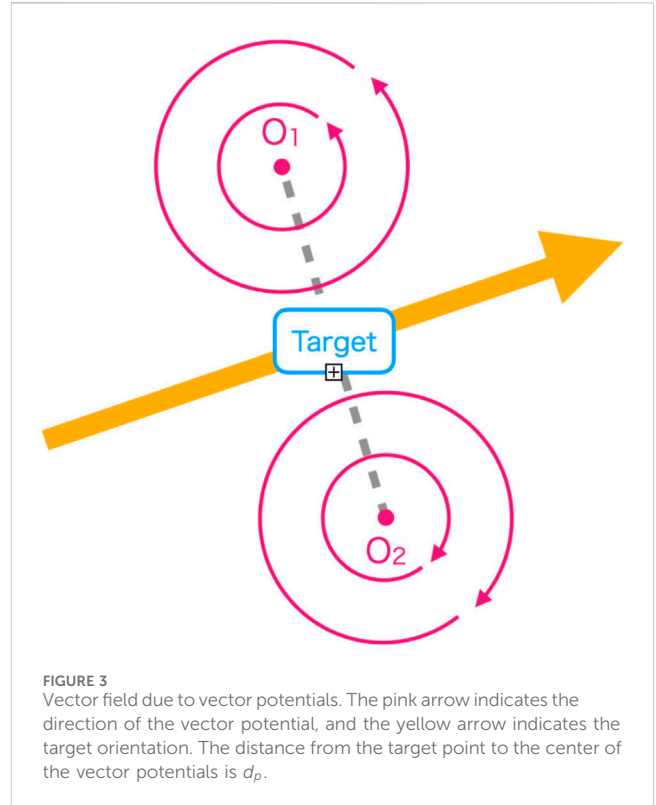 O1
Target
O2
FIGURE 3
Vector field due to vector potentials. The pink arrow indicates the
direction of the vector potential, and the yellow arrow indicates the
target orientation. The distance from the target point to the center of
the vector potentials is dp.